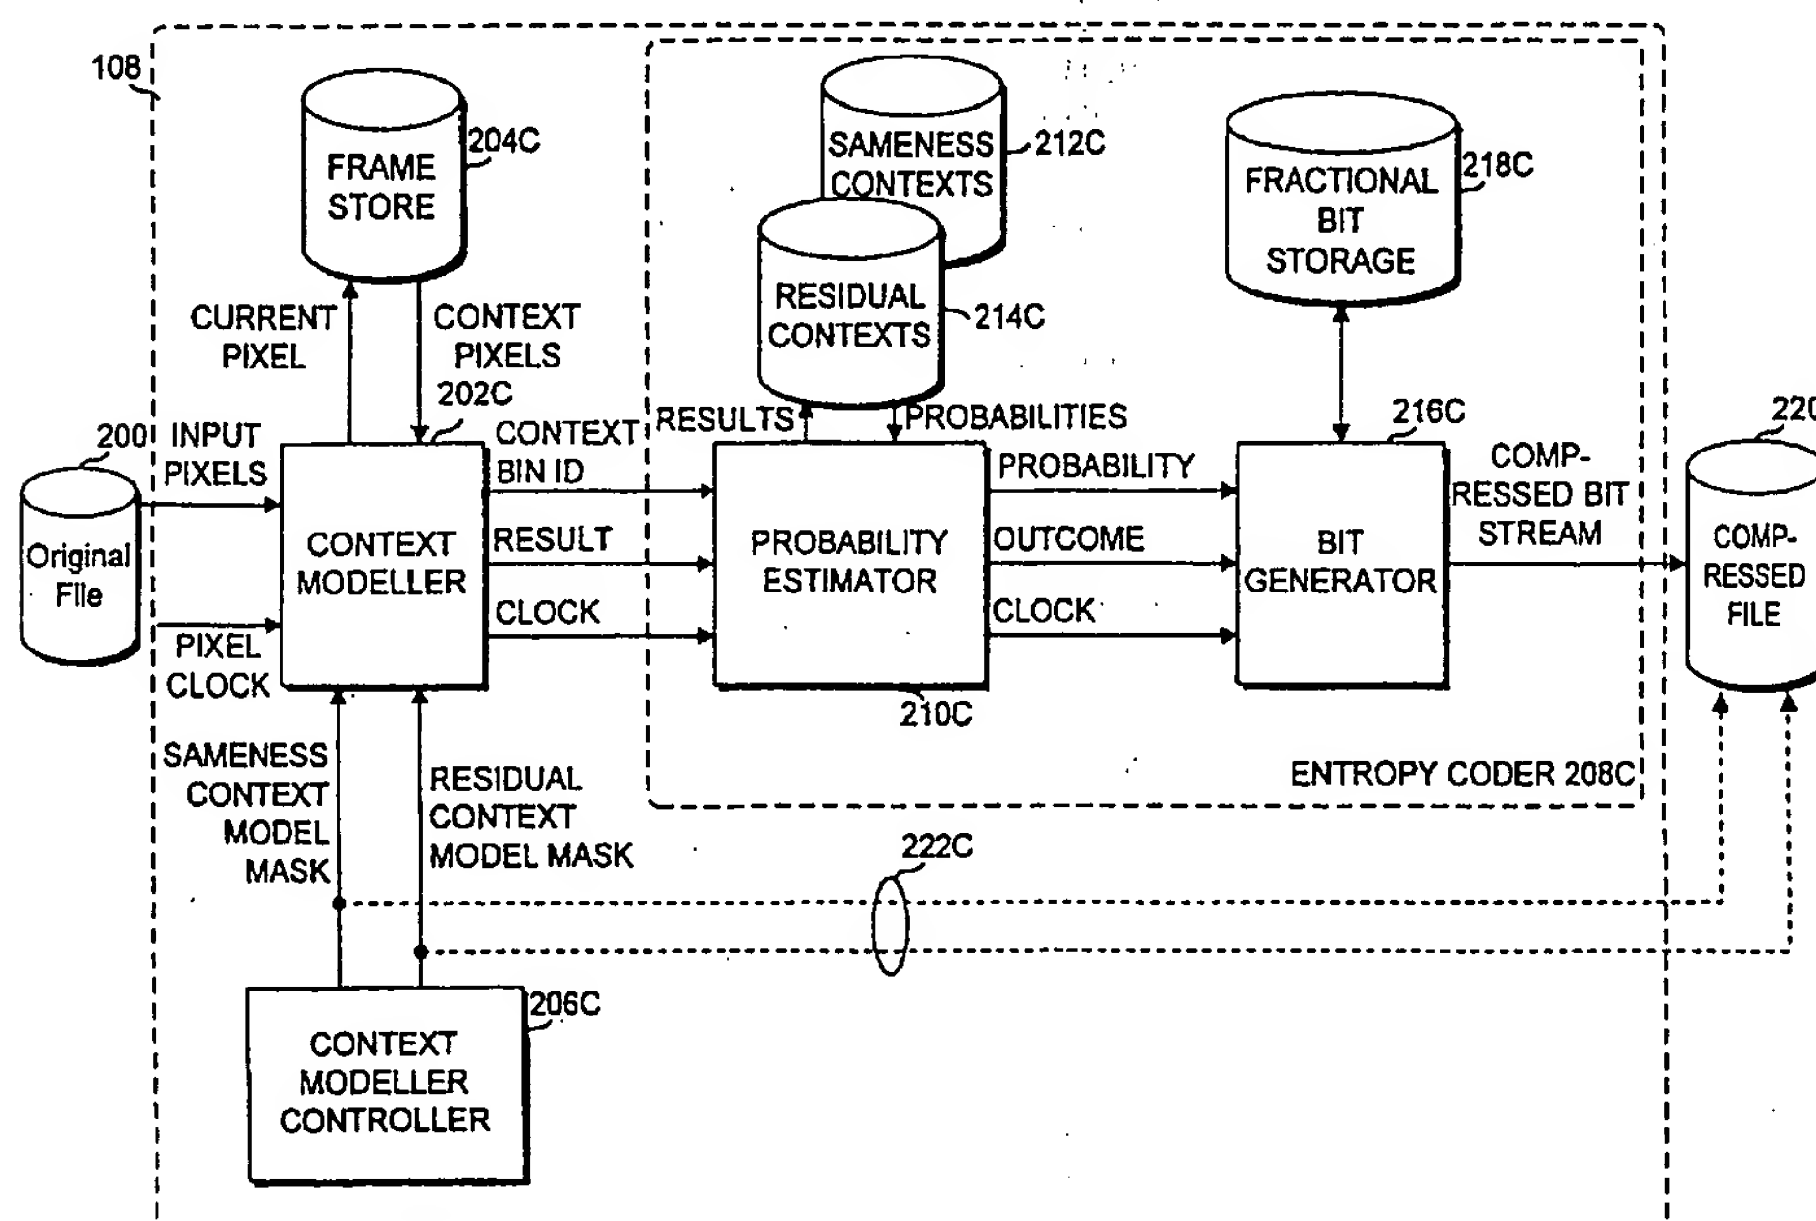 108
FRAME
STORE
204C
SAMENESS
CONTEXTS
212C
RESIDUAL
CONTEXTS
214C
FRACTIONAL
BIT
STORAGE
218C
CURRENT
PIXEL
CONTEXT
PIXELS
202C
200
Original
File
INPUT
PIXELS
PIXEL
CLOCK
CONTEXT
MODELLER
CONTEXT
BIN ID
RESULT
CLOCK
RESULTS
PROBABILITIES
PROBABILITY
ESTIMATOR
210C
PROBABILITY
OUTCOME
CLOCK
216C
BIT
GENERATOR
COMP-
RESSED BIT
STREAM
220
COMP-
RESSED
FILE
ENTROPY CODER 208C
SAMENESS
CONTEXT
MODEL
MASK
RESIDUAL
CONTEXT
MODEL MASK
222C
206C
CONTEXT
MODELLER
CONTROLLER